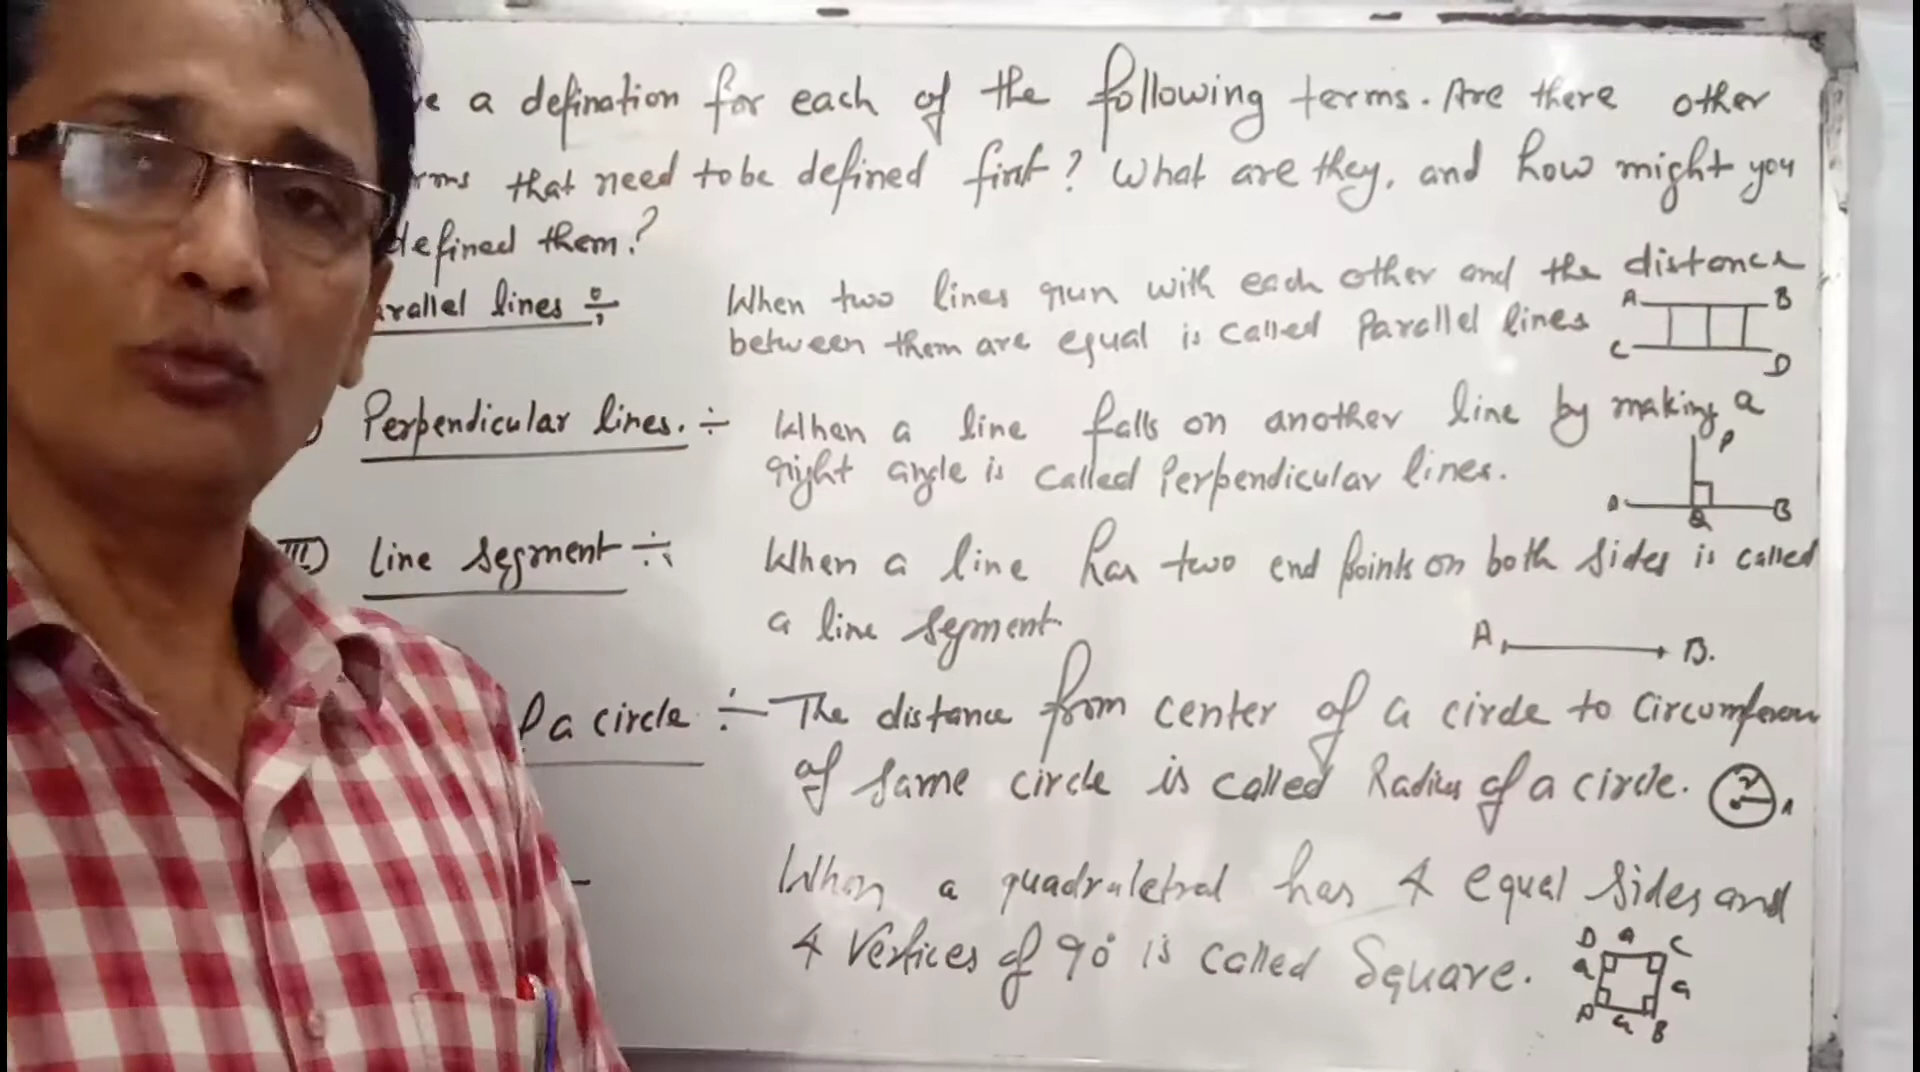 a defination for each of the following terms. Are there other
that need to be defined first? What are they, and how might you
defined them?
arallel lines ÷ When two lines run with each other and the distance
between them are equal is called Parallel lines
A B
C D
Perpendicular lines. ÷ When a line falls on another line by making a
right angle is called Perpendicular lines.
P
A Q B
III) Line segment ÷ When a line has two end points on both sides is called
a line segment.
A B.
a circle ÷ The distance from center of a circle to circumferen
of same circle is called Radius of a circle.
r A
When a quadruletral has 4 equal sides and
4 vertices of 90° is called Square.
D a C
a a
A a B